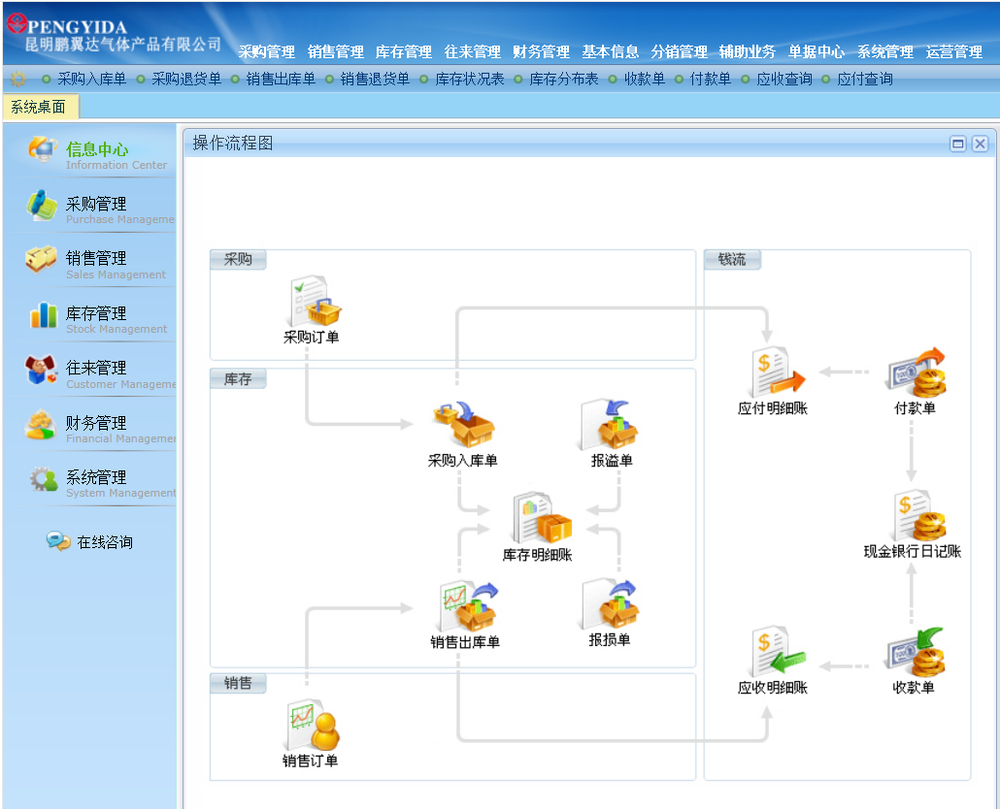 PENGYIDA
昆明鹏翼达气体产品有限公司
采购管理 销售管理 库存管理 往来管理 财务管理 基本信息 分销管理 辅助业务 单据中心 系统管理 运营管理
采购入库单 采购退货单 销售出库单 销售退货单 库存状况表 库存分布表 收款单 付款单 应收查询 应付查询
系统桌面
信息中心
Information Center
采购管理
Purchase Manageme
销售管理
Sales Management
库存管理
Stock Management
往来管理
Customer Manageme
财务管理
Financial Managemer
系统管理
System Management
在线咨询
操作流程图
采购
采购订单
库存
采购入库单
报溢单
库存明细账
销售出库单
报损单
销售
销售订单
钱流
应付明细账
付款单
现金银行日记账
应收明细账
收款单